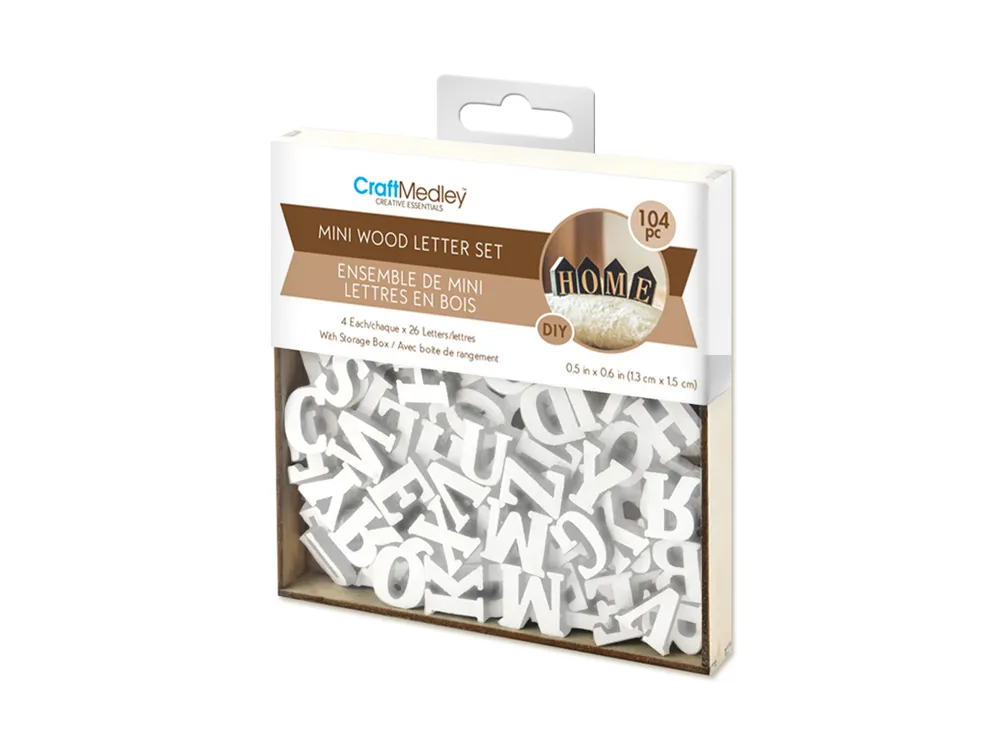 CraftMedley™
CREATIVE ESSENTIALS
MINI WOOD LETTER SET
ENSEMBLE DE MINI
LETTRES EN BOIS
4 Each/chaque x 26 Letters/lettres
With Storage Box / Avec boîte de rangement
104
pc
HOME
DIY
0.5 in x 0.6 in (1.3 cm x 1.5 cm)